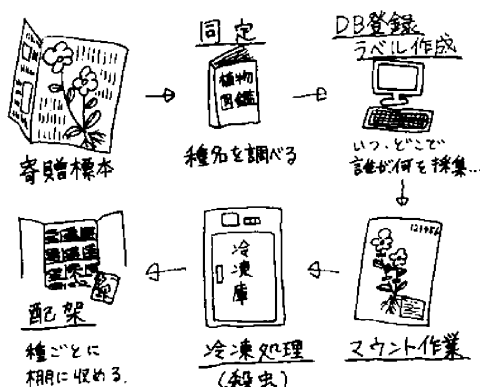 寄贈標本
同定
植物
図鑑
種名を調べる
DB登録
ラベル作成
いつ、どこで
誰が何を採集...
123456
マウント作業
冷凍庫
冷凍処理
(殺虫)
配架
種ごとに
棚に収める.